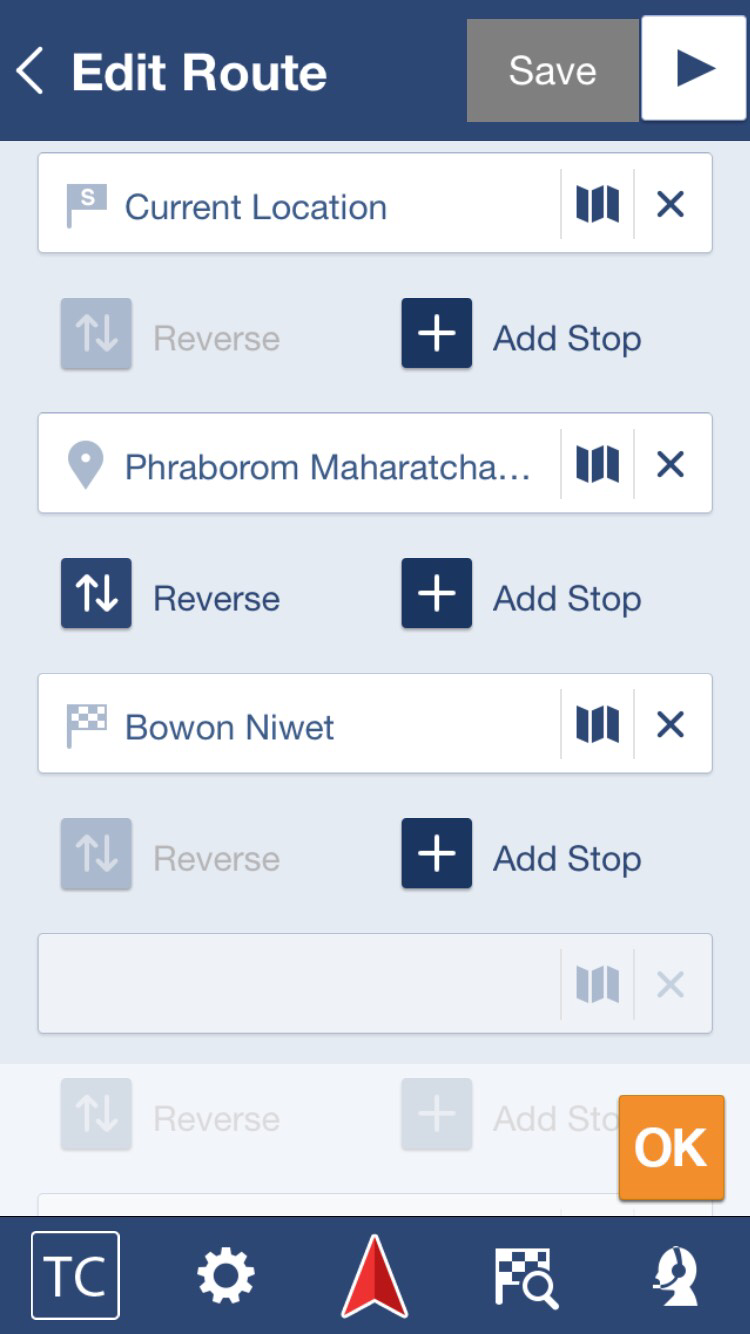 Edit Route
Save
S
Current Location
Reverse
Add Stop
Phraborom Maharatcha...
Reverse
Add Stop
Bowon Niwet
Reverse
Add Stop
Reverse
Add Sto
OK
TC